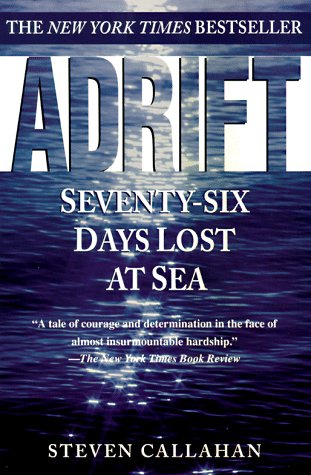 THE NEW YORK TIMES BESTSELLER
ADRIFT
SEVENTY-SIX
DAYS LOST
AT SEA
“A tale of courage and determination in the face of
almost insurmountable hardship.”
—The New York Times Book Review
STEVEN CALLAHAN